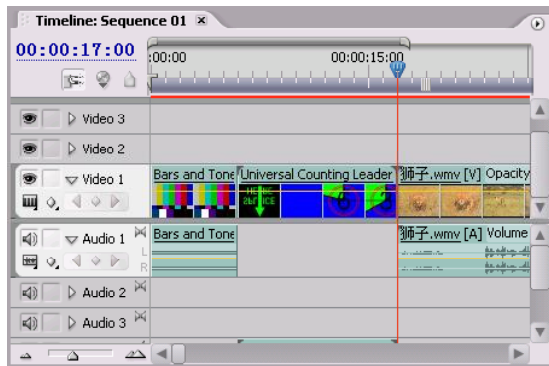 Timeline: Sequence 01
00:00:17:00
:00:00
00:00:15:00
Video 3
Video 2
Video 1
Bars and Tone
Universal Counting Leader
狮子.wmv [V] Opacity
Audio 1
L
R
Bars and Tone
狮子.wmv [A] Volume
Audio 2
Audio 3